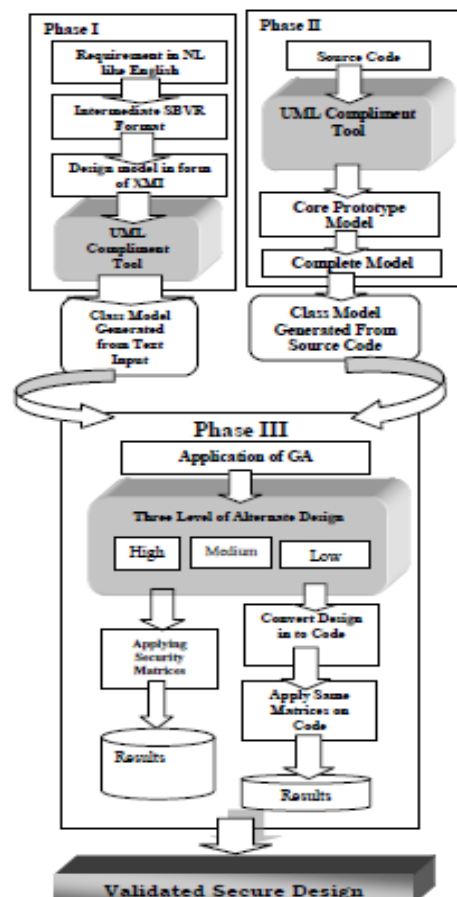 Phase I
Requirement in NL
like English
Intermediate SBVR
Format
Design model in form
of XMI
UML
Compliment
Tool
Class Model
Generated
from Text
Input
Phase II
Source Code
UML Compliment
Tool
Core Prototype
Model
Complete Model
Class Model
Generated From
Source Code
Phase III
Application of GA
Three Level of Alternate Design
High
Medium
Low
Applying
Security
Matrices
Results
Convert Design
in to Code
Apply Same
Matrices on
Code
Results
Validated Secure Design